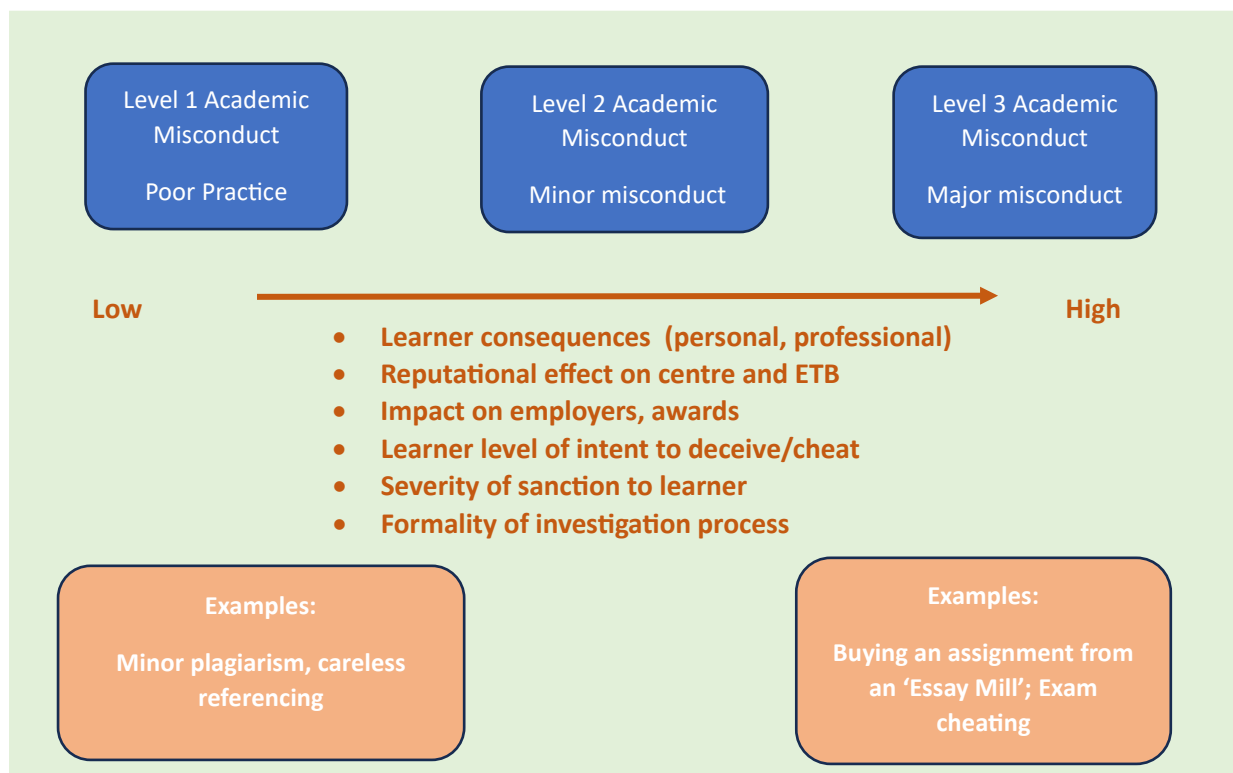 Level 1 Academic
Misconduct
Poor Practice
Level 2 Academic
Misconduct
Minor misconduct
Level 3 Academic
Misconduct
Major misconduct
Low
High
• Learner consequences  (personal, professional)
• Reputational effect on centre and ETB
• Impact on employers, awards
• Learner level of intent to deceive/cheat
• Severity of sanction to learner
• Formality of investigation process
Examples:
Minor plagiarism, careless
referencing
Examples:
Buying an assignment from
an ‘Essay Mill’; Exam
cheating